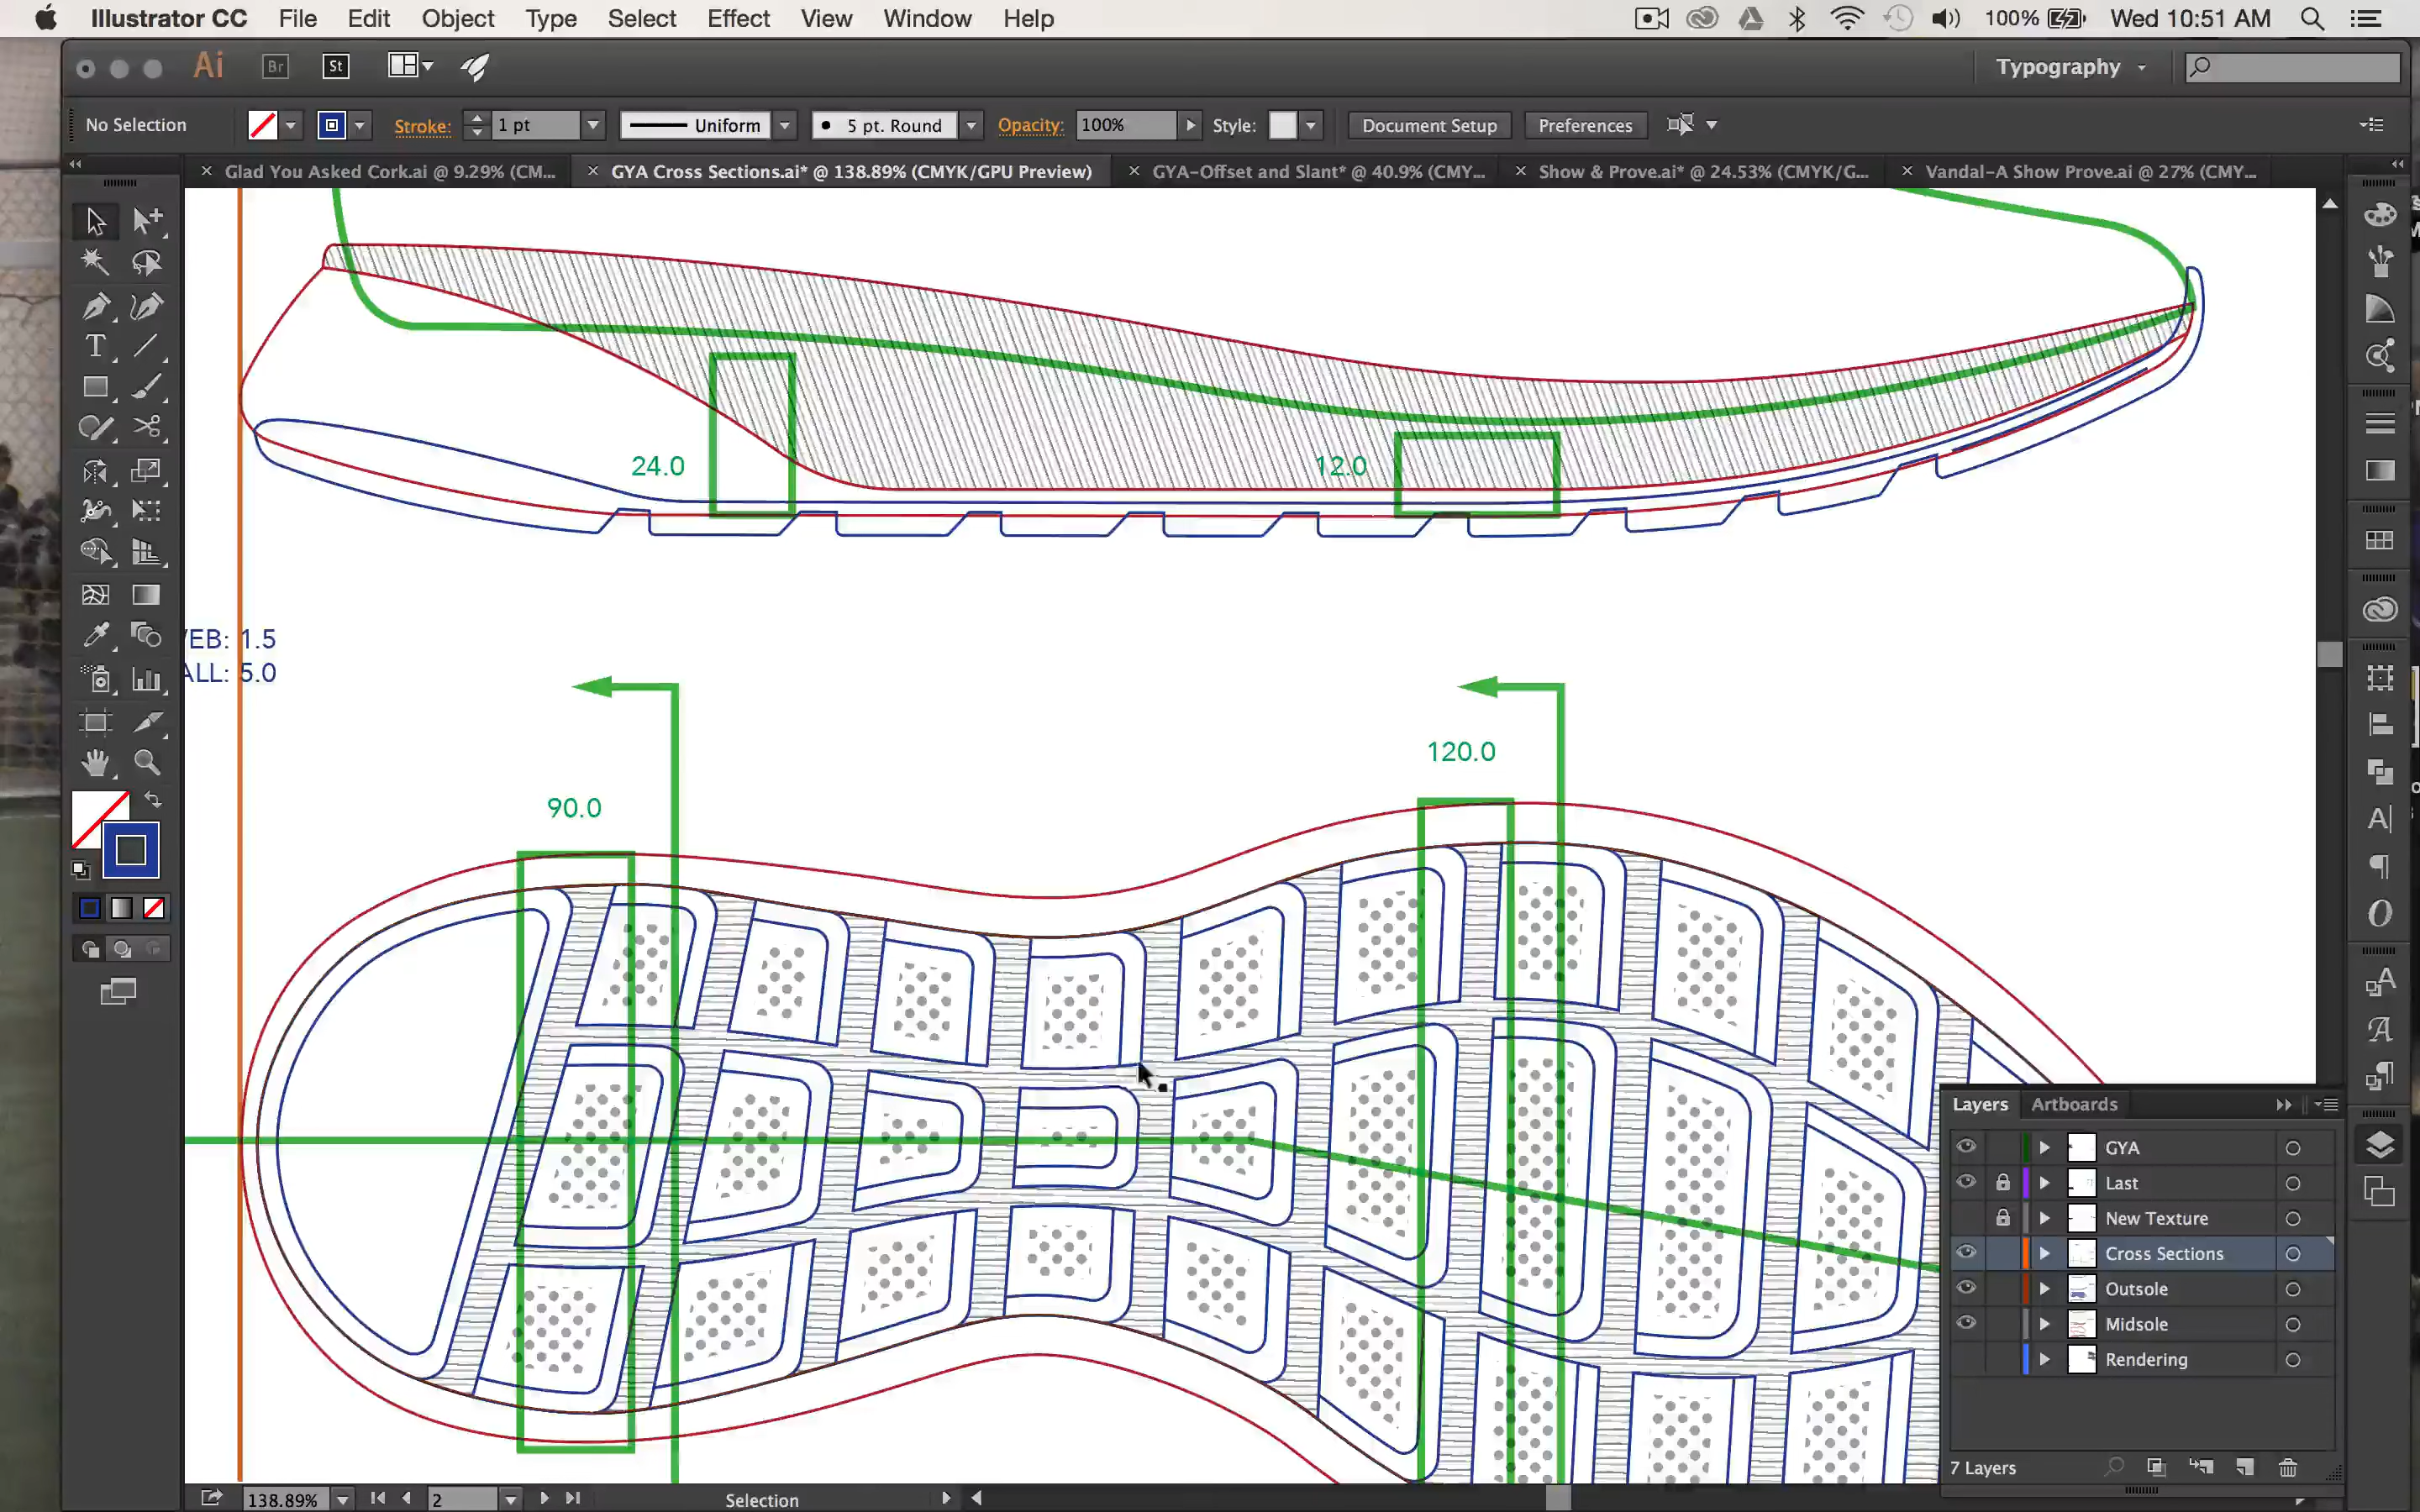 Illustrator CC File Edit Object Type Select Effect View Window Help 100% Wed 10:51 AM
Ai Br St Typography
No Selection Stroke: 1 pt Uniform 5 pt. Round Opacity: 100% Style: Document Setup Preferences
× Glad You Asked Cork.ai @ 9.29% (CM... × GYA Cross Sections.ai* @ 138.89% (CMYK/GPU Preview) × GYA-Offset and Slant* @ 40.9% (CMY... × Show & Prove.ai* @ 24.53% (CMYK/G... × Vandal-A Show Prove.ai @ 27% (CMY...
24.0
12.0
EB: 1.5
ALL: 5.0
120.0
90.0
Layers Artboards
GYA
Last
New Texture
Cross Sections
Outsole
Midsole
Rendering
7 Layers
138.89% 2 Selection